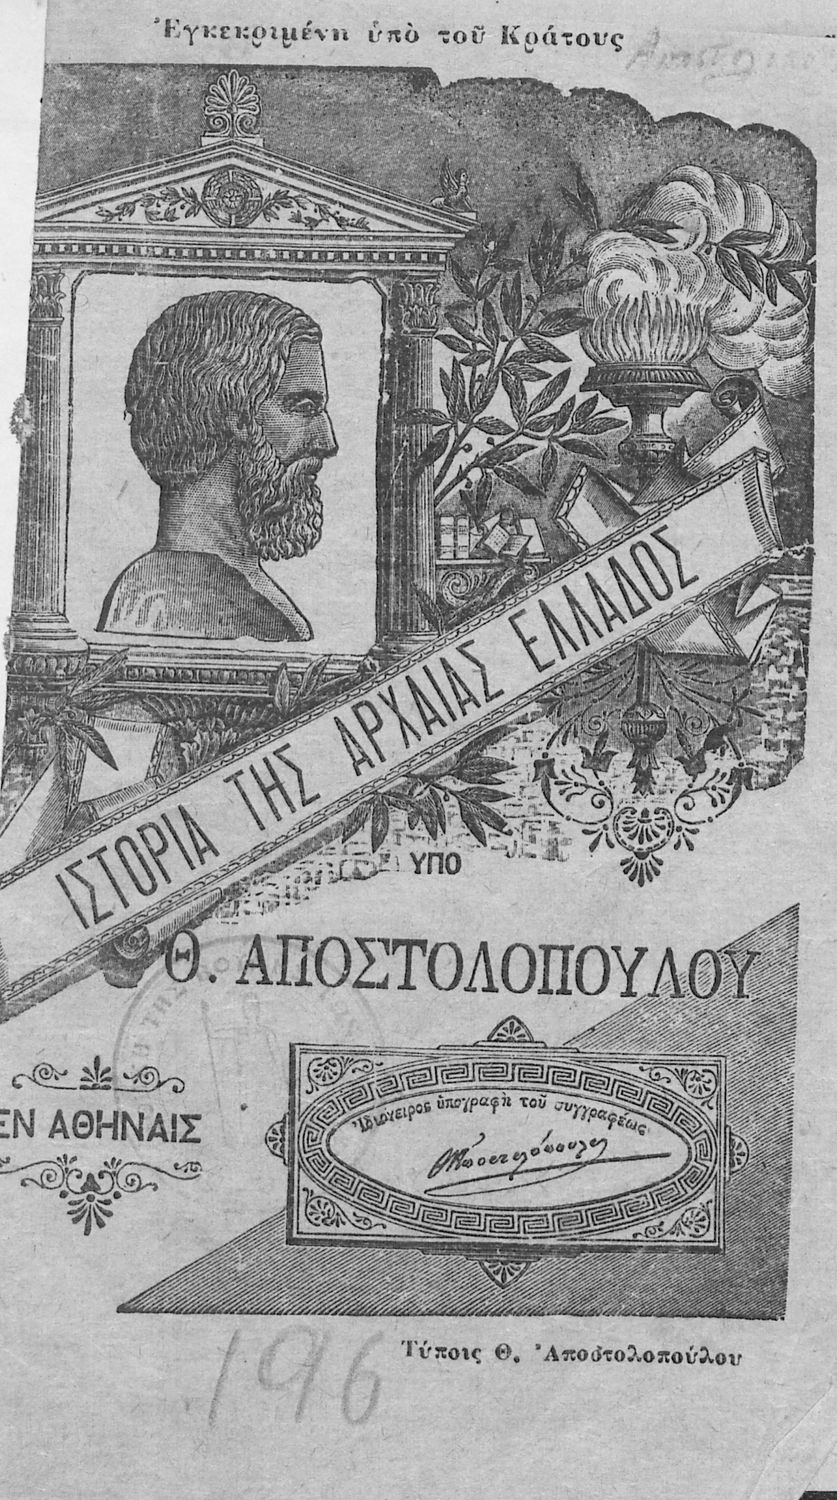 Ἐγκεκριμένη ὑπὸ τοῦ Κράτους
ΙΣΤΟΡΙΑ ΤΗΣ ΑΡΧΑΙΑΣ ΕΛΛΑΔΟΣ
ΥΠΟ
Θ. ΑΠΟΣΤΟΛΟΠΟΥΛΟΥ
ΕΝ ΑΘΗΝΑΙΣ
Ἰδιόχειρος ὑπογραφὴ τοῦ συγγραφέως
Τύποις Θ. Ἀποστολοπούλου
196